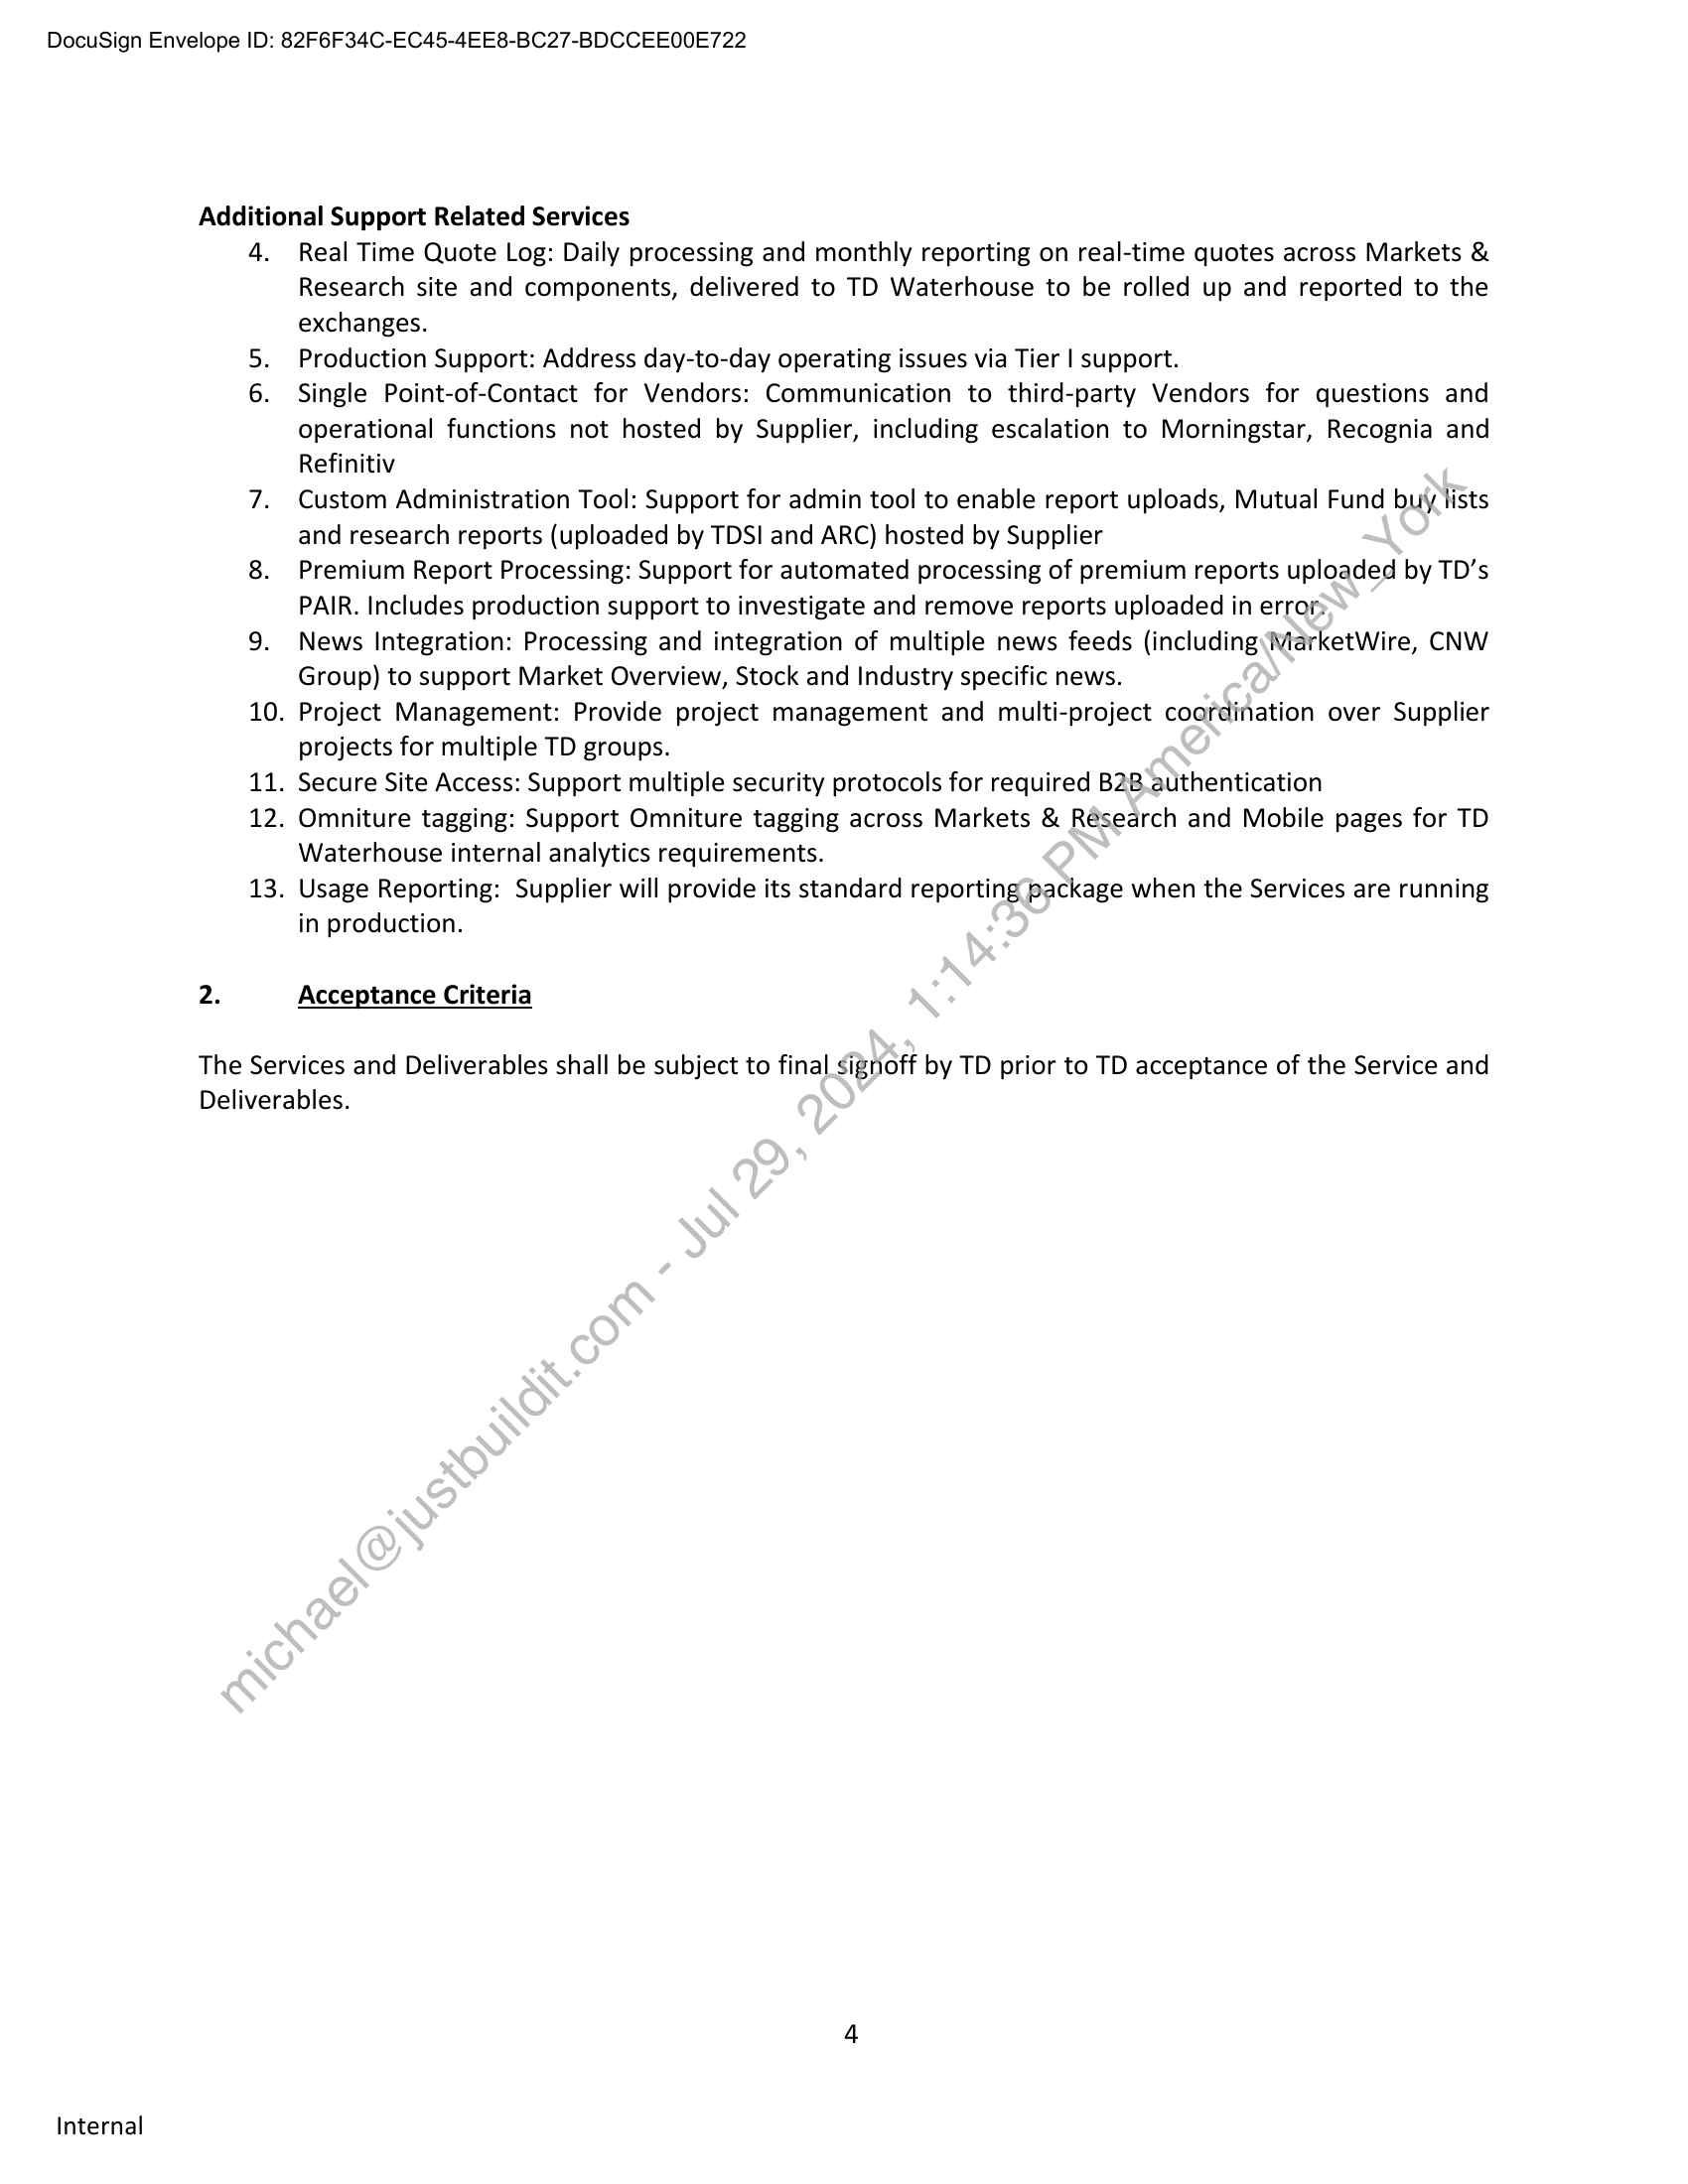 DocuSign Envelope ID: 82F6F34C-EC45-4EE8-BC27-BDCCEE00E722
Additional Support Related Services
4. Real Time Quote Log: Daily processing and monthly reporting on real-time quotes across Markets &
Research site and components, delivered to TD Waterhouse to be rolled up and reported to the
exchanges.
5. Production Support: Address day-to-day operating issues via Tier I support.
6. Single Point-of-Contact for Vendors: Communication to third-party Vendors for questions and
operational functions not hosted by Supplier, including escalation to Morningstar, Recognia and
Refinitiv
7. Custom Administration Tool: Support for admin tool to enable report uploads, Mutual Fund buy lists
and research reports (uploaded by TDSI and ARC) hosted by Supplier
8. Premium Report Processing: Support for automated processing of premium reports uploaded by TD’s
PAIR. Includes production support to investigate and remove reports uploaded in error.
9. News Integration: Processing and integration of multiple news feeds (including MarketWire, CNW
Group) to support Market Overview, Stock and Industry specific news.
10. Project Management: Provide project management and multi-project coordination over Supplier
projects for multiple TD groups.
11. Secure Site Access: Support multiple security protocols for required B2B authentication
12. Omniture tagging: Support Omniture tagging across Markets & Research and Mobile pages for TD
Waterhouse internal analytics requirements.
13. Usage Reporting:  Supplier will provide its standard reporting package when the Services are running
in production.
2. Acceptance Criteria
The Services and Deliverables shall be subject to final signoff by TD prior to TD acceptance of the Service and
Deliverables.
michael@justbuildit.com - Jul 29, 2024, 1:14:36 PM America/New_York
4
Internal